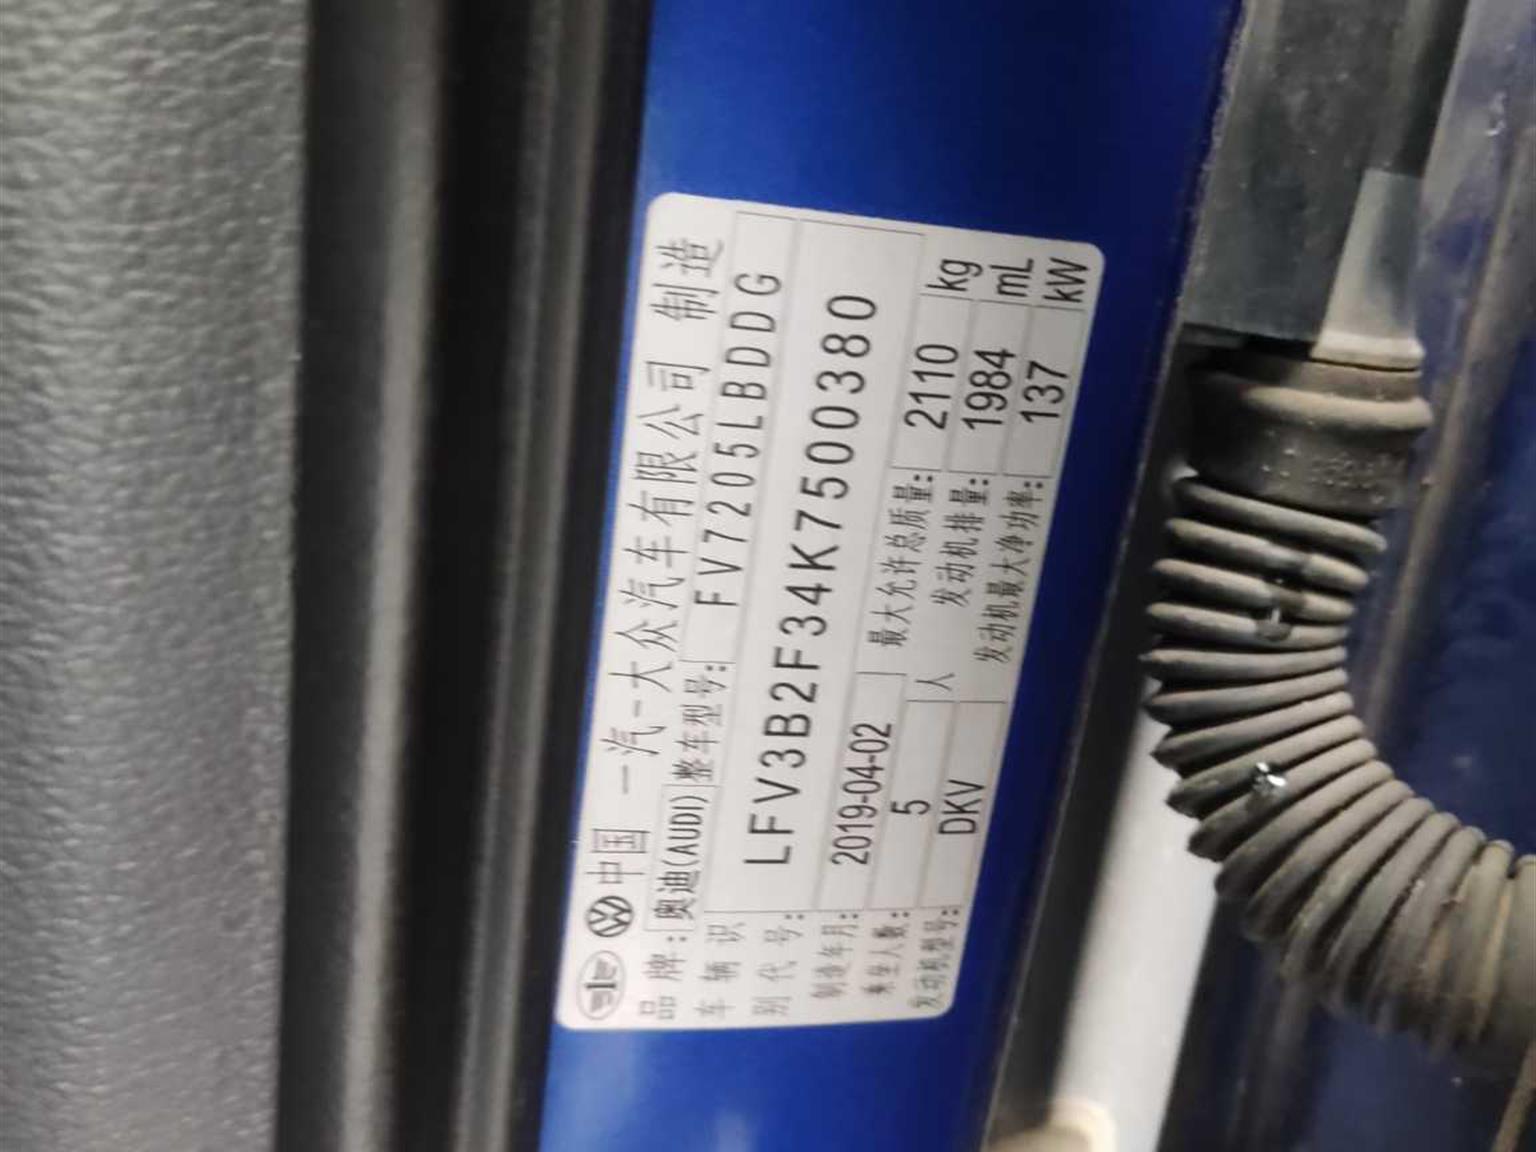 中国 一汽-大众汽车有限公司 制造
品牌: 奥迪(AUDI) 整车型号: FV7205LBDDG
车辆识别代号: LFV3B2F34K7500380
制造年月: 2019-04-02 最大允许总质量: 2110 kg
乘坐人数: 5 人 发动机排量: 1984 mL
发动机型号: DKV 发动机最大净功率: 137 kW